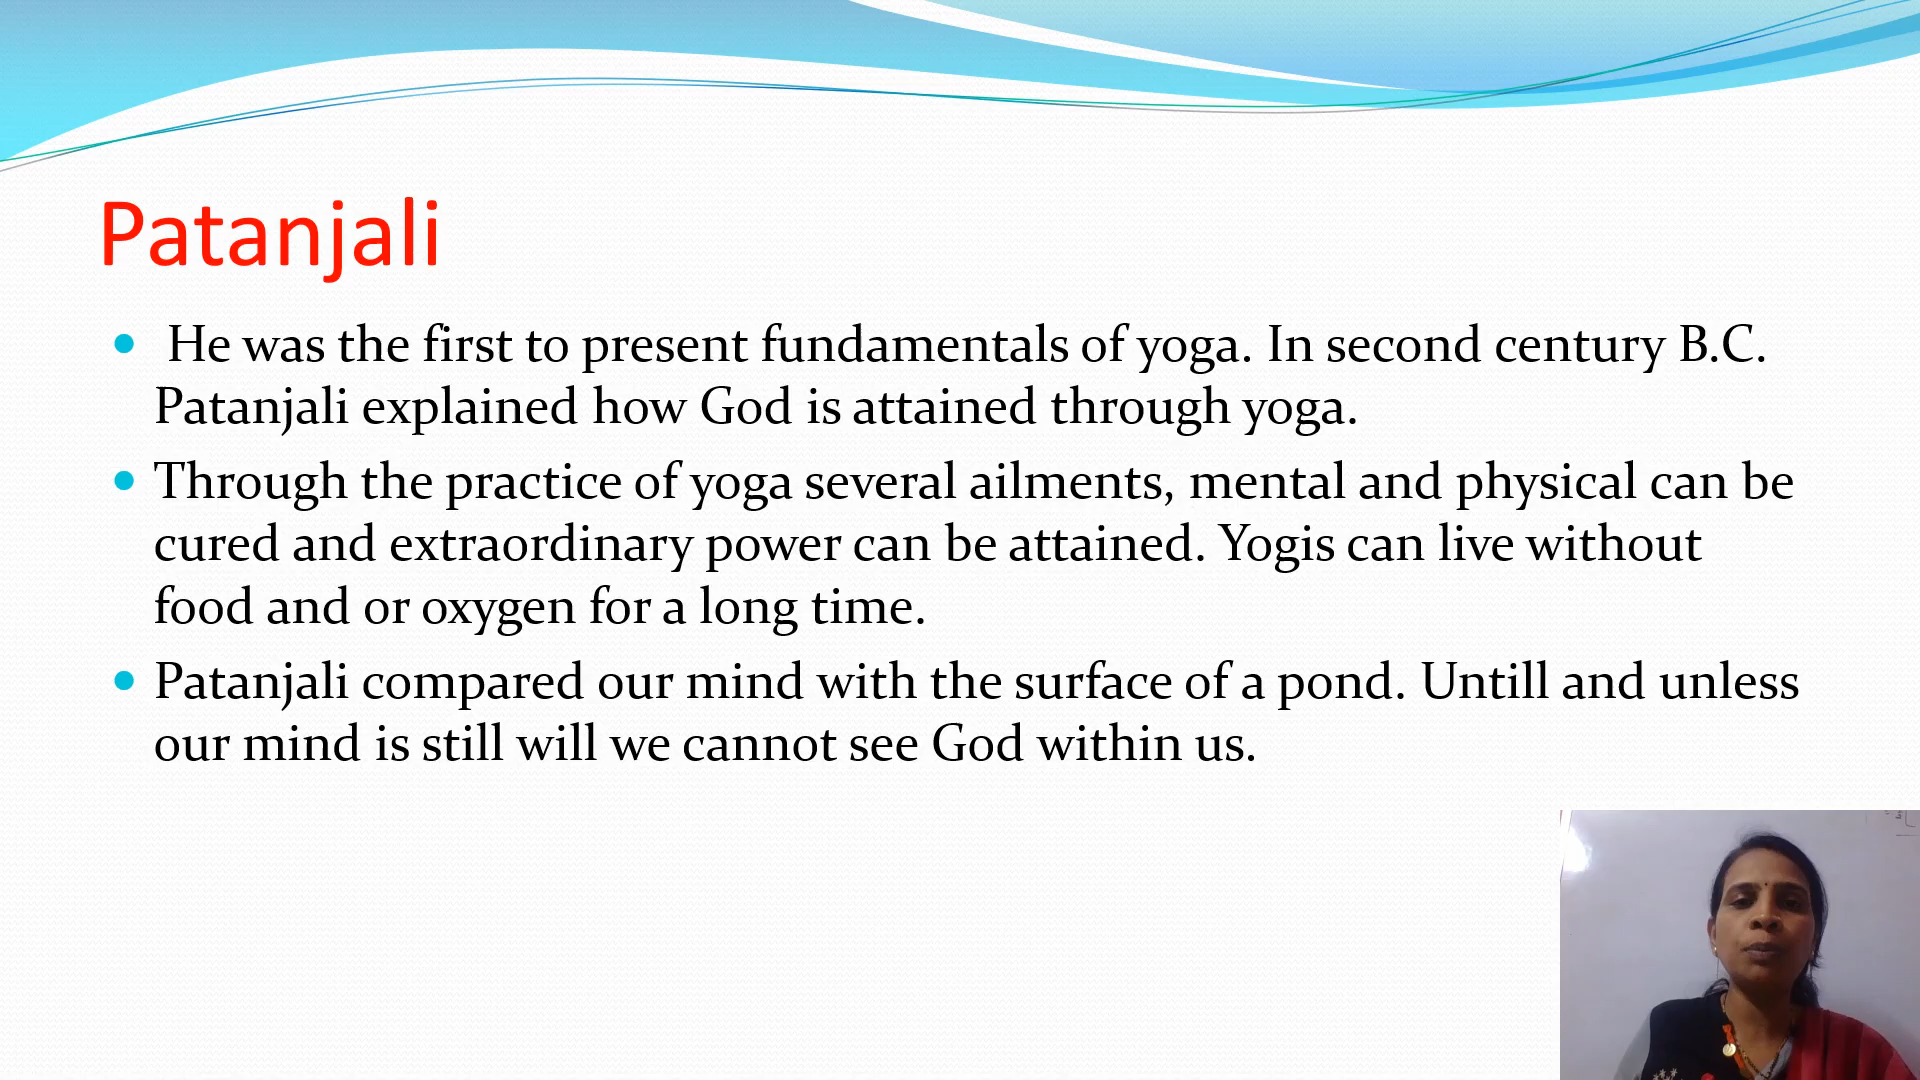 Patanjali
• He was the first to present fundamentals of yoga. In second century B.C.
Patanjali explained how God is attained through yoga.
• Through the practice of yoga several ailments, mental and physical can be
cured and extraordinary power can be attained. Yogis can live without
food and or oxygen for a long time.
• Patanjali compared our mind with the surface of a pond. Untill and unless
our mind is still will we cannot see God within us.